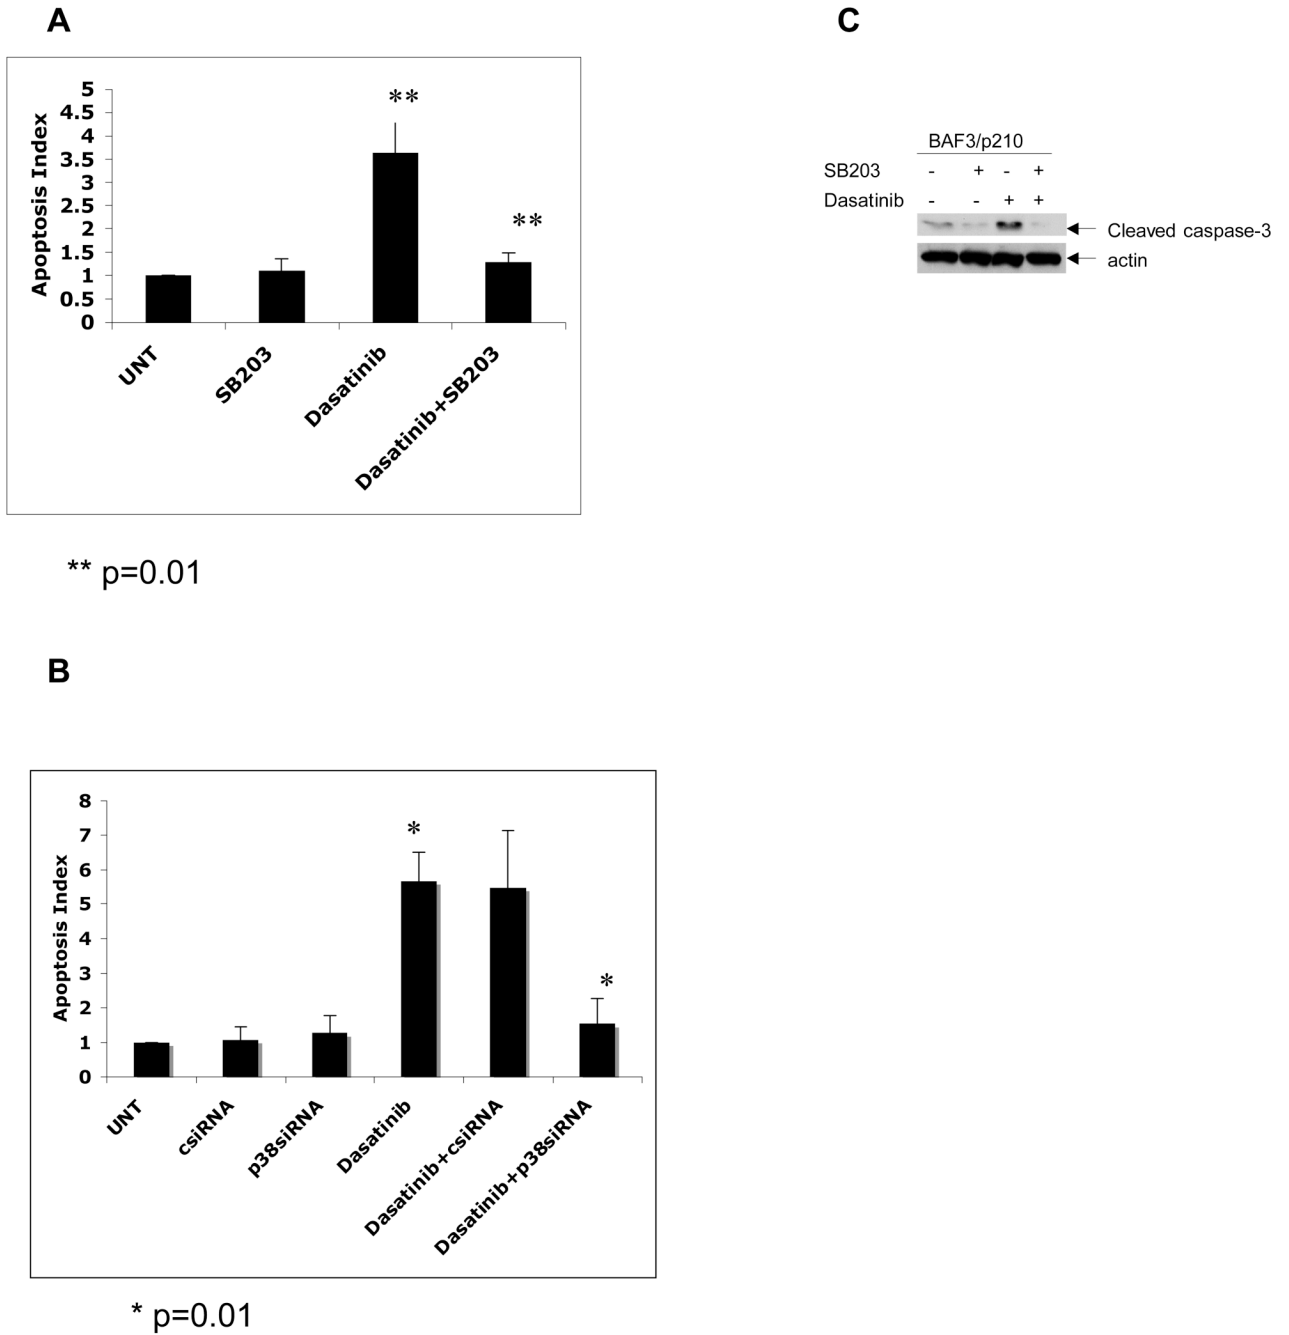 A
5
4.5
4
3.5
3
2.5
2
1.5
1
0.5
0
Apoptosis Index
**
**
UNT
SB203
Dasatinib
Dasatinib+SB203
** p=0.01
B
8
7
6
5
4
3
2
1
0
Apoptosis Index
*
*
UNT
csiRNA
p38siRNA
Dasatinib
Dasatinib+csiRNA
Dasatinib+p38siRNA
* p=0.01
C
BAF3/p210
SB203 - + - +
Dasatinib - - + +
Cleaved caspase-3
actin